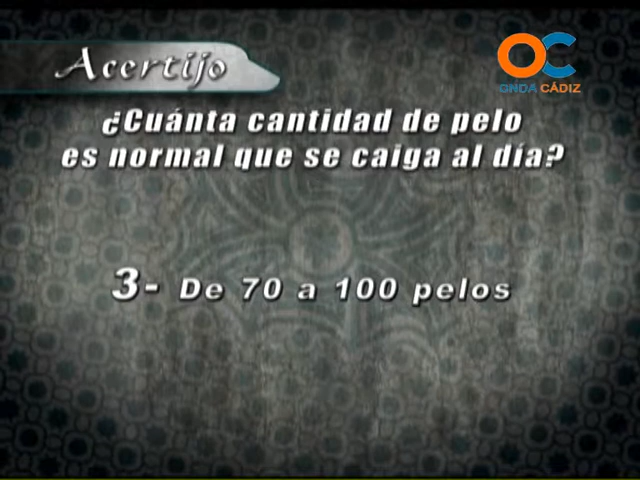 Acertijo
OC
ONDA CÁDIZ
¿Cuánta cantidad de pelo
es normal que se caiga al día?
3- De 70 a 100 pelos